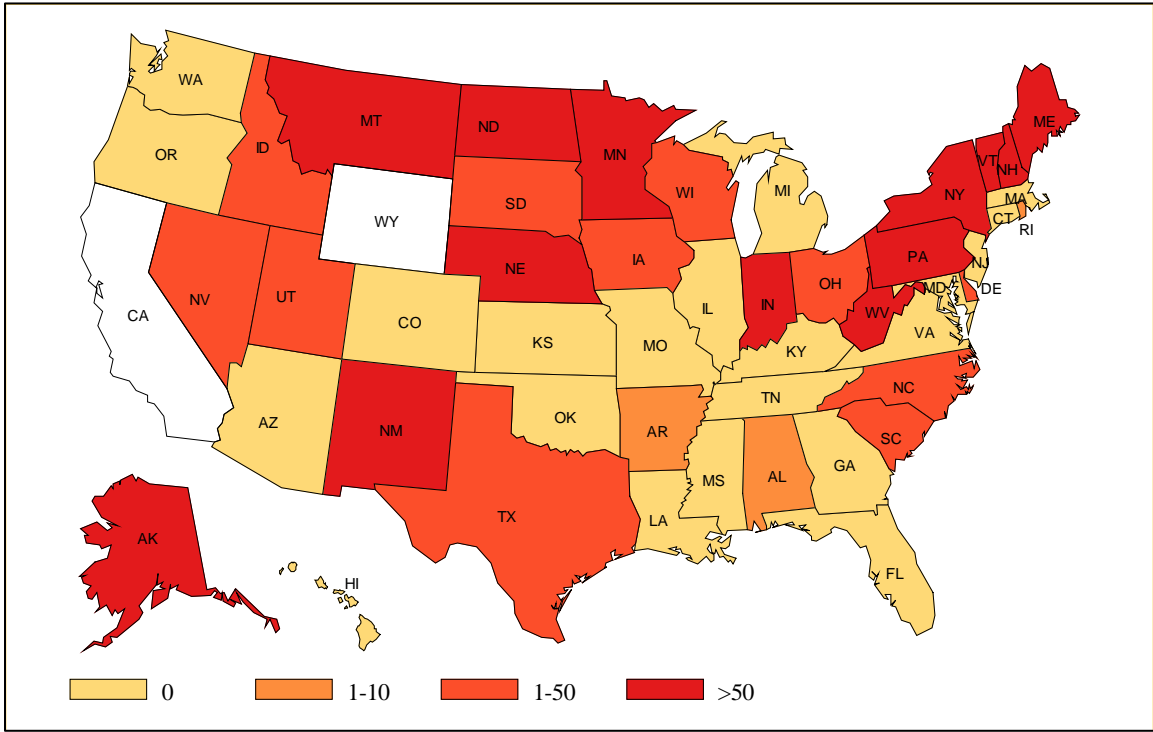 WA
MT
ND
ME
OR
ID
MN
VT
NH
NY
WI
MI
SD
MA
WY
CT
RI
PA
NE
IA
NJ
OH
MD
DE
NV
UT
IL
IN
CA
CO
WV
VA
KS
MO
KY
NC
TN
AZ
NM
OK
AR
SC
GA
MS
AL
TX
LA
AK
FL
HI
0
1-10
1-50
>50